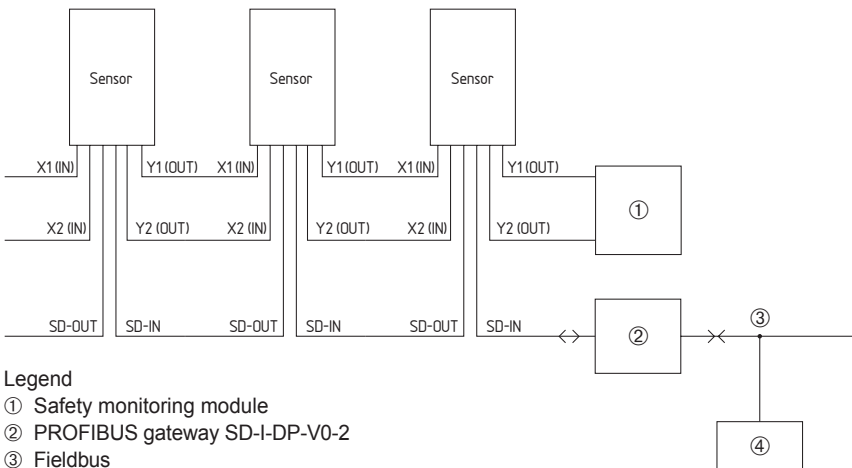 Sensor Sensor Sensor
X1 (IN) Y1 (OUT) X1 (IN) Y1 (OUT) X1 (IN) Y1 (OUT)
①
X2 (IN) Y2 (OUT) X2 (IN) Y2 (OUT) X2 (IN) Y2 (OUT)
③
SD-OUT SD-IN SD-OUT SD-IN SD-OUT SD-IN ②
Legend
① Safety monitoring module
② PROFIBUS gateway SD-I-DP-V0-2
③ Fieldbus
④